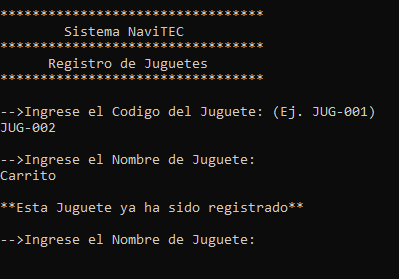 *********************************
Sistema NaviTEC
*********************************
Registro de Juguetes
*********************************
-->Ingrese el Codigo del Juguete: (Ej. JUG-001)
JUG-002
-->Ingrese el Nombre de Juguete:
Carrito
**Esta Juguete ya ha sido registrado**
-->Ingrese el Nombre de Juguete: